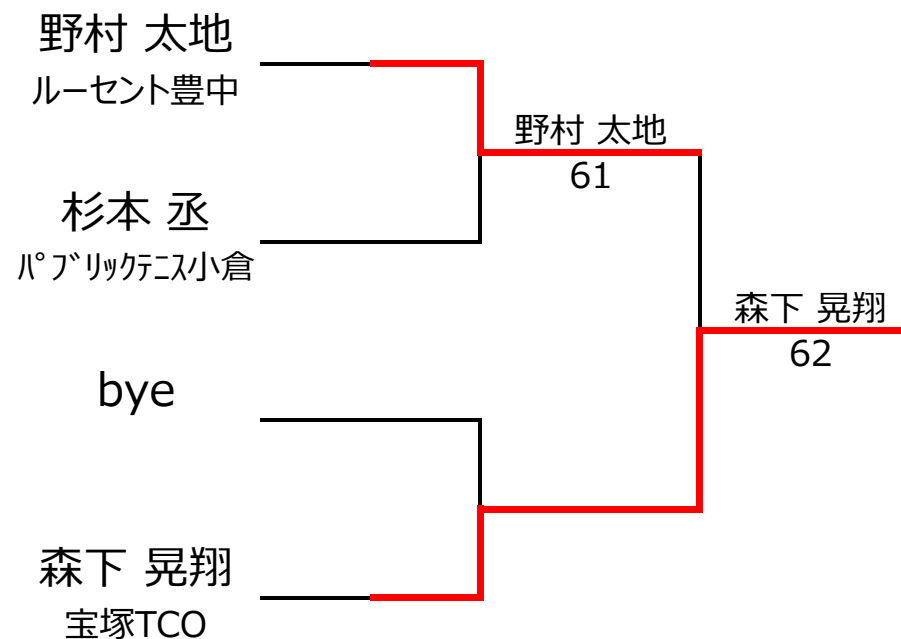 野村 太地
ルーセント豊中
野村 太地
61
杉本 丞
ﾊﾟﾌﾞﾘｯｸﾃﾆｽ小倉
森下 晃翔
62
bye
森下 晃翔
宝塚TCO